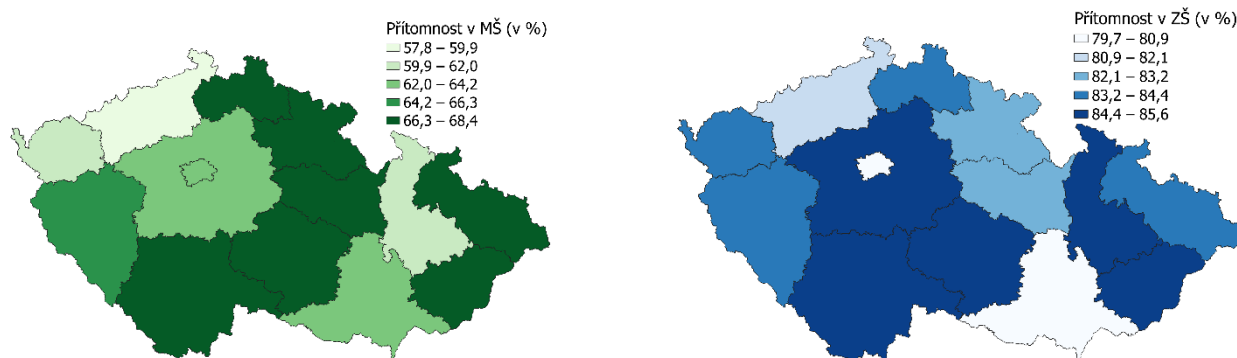 Přítomnost v MŠ (v %)
57,8 – 59,9
59,9 – 62,0
62,0 – 64,2
64,2 – 66,3
66,3 – 68,4
Přítomnost v ZŠ (v %)
79,7 – 80,9
80,9 – 82,1
82,1 – 83,2
83,2 – 84,4
84,4 – 85,6